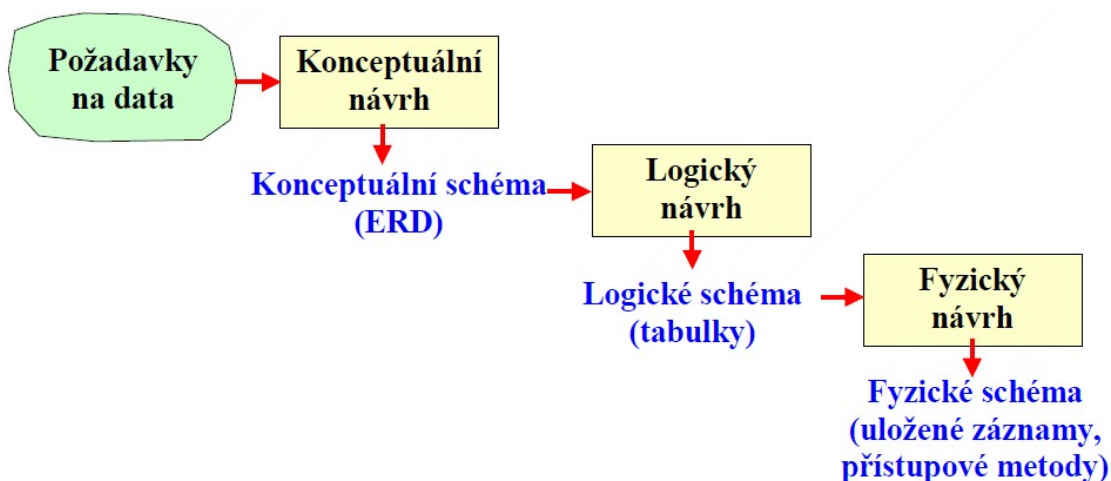 Požadavky
na data
Konceptuální
návrh
Konceptuální schéma
(ERD)
Logický
návrh
Logické schéma
(tabulky)
Fyzický
návrh
Fyzické schéma
(uložené záznamy,
přístupové metody)